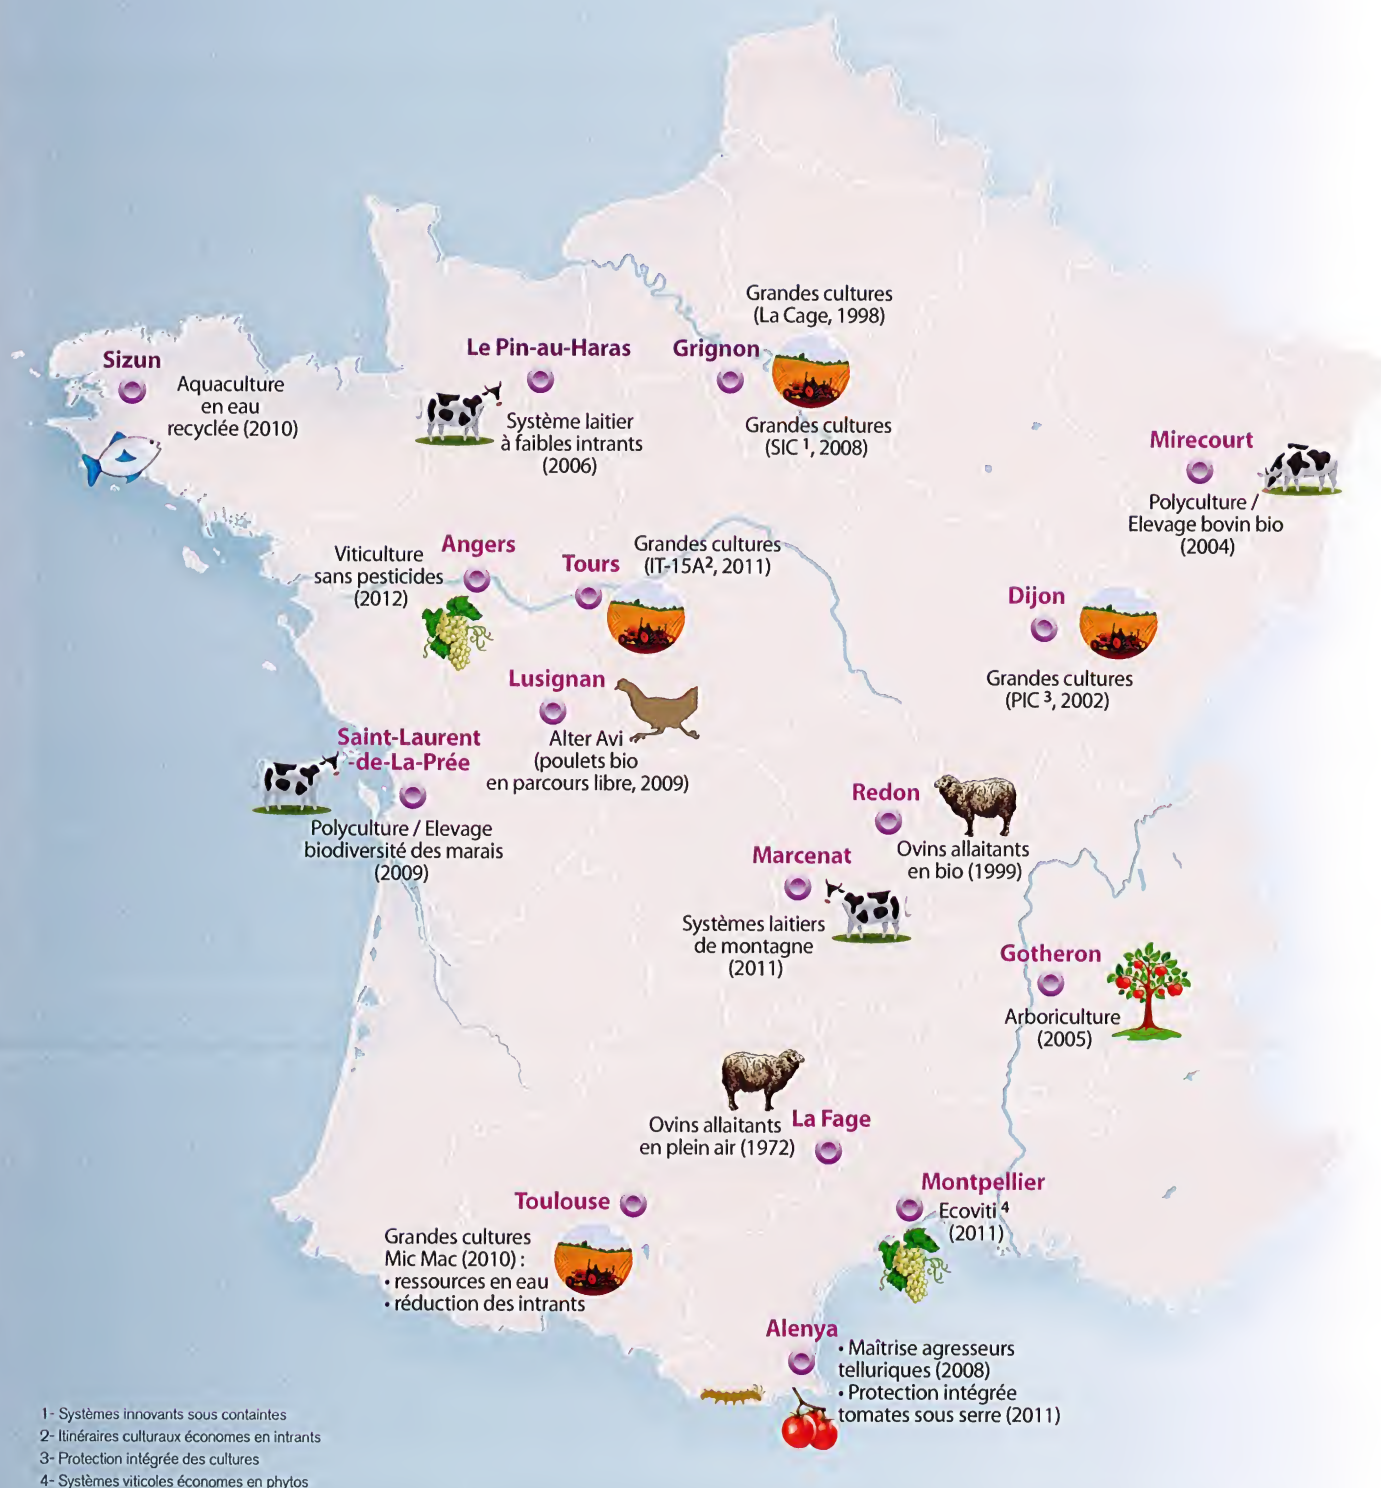 Grandes cultures
(La Cage, 1998)
Grignon
Grandes cultures
(SIC ¹, 2008)
Le Pin-au-Haras
Système laitier
à faibles intrants
(2006)
Sizun
Aquaculture
en eau
recyclée (2010)
Mirecourt
Polyculture /
Elevage bovin bio
(2004)
Angers
Viticulture
sans pesticides
(2012)
Tours
Grandes cultures
(IT-15A², 2011)
Dijon
Grandes cultures
(PIC ³, 2002)
Lusignan
Alter Avi
(poulets bio
en parcours libre, 2009)
Saint-Laurent
-de-La-Prée
Polyculture / Elevage
biodiversité des marais
(2009)
Redon
Ovins allaitants
en bio (1999)
Marcenat
Systèmes laitiers
de montagne
(2011)
Gotheron
Arboriculture
(2005)
La Fage
Ovins allaitants
en plein air (1972)
Montpellier
Ecoviti ⁴
(2011)
Toulouse
Grandes cultures
Mic Mac (2010) :
• ressources en eau
• réduction des intrants
Alenya
• Maîtrise agresseurs
telluriques (2008)
• Protection intégrée
tomates sous serre (2011)
1- Systèmes innovants sous containtes
2- Itinéraires culturaux économes en intrants
3- Protection intégrée des cultures
4- Systèmes viticoles économes en phytos